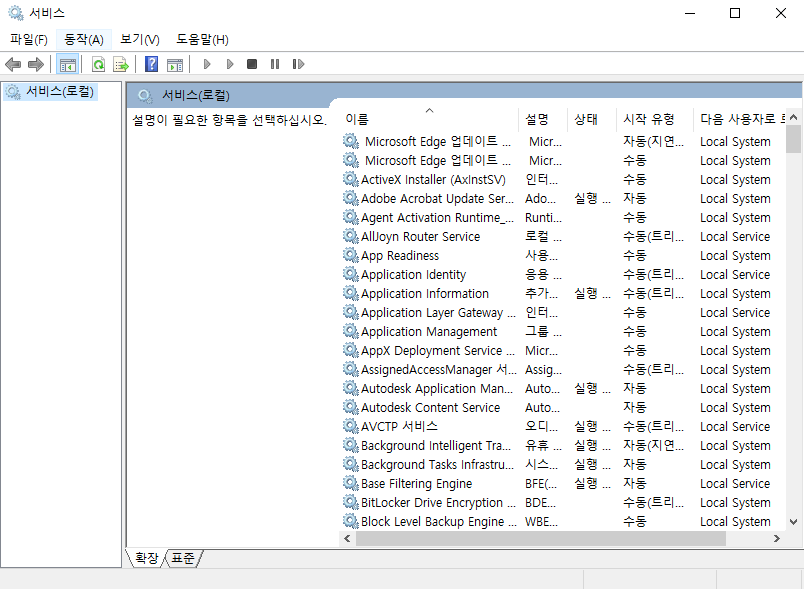 서비스
파일(F) 동작(A) 보기(V) 도움말(H)
서비스(로컬)
서비스(로컬)
설명이 필요한 항목을 선택하십시오.
이름 설명 상태 시작 유형 다음 사용자로
Microsoft Edge 업데이트 ... Micr... 자동(지연... Local System
Microsoft Edge 업데이트 ... Micr... 수동 Local System
ActiveX Installer (AxInstSV) 인터... 수동 Local System
Adobe Acrobat Update Ser... Ado... 실행 ... 자동 Local System
Agent Activation Runtime_... Runti... 수동 Local System
AllJoyn Router Service 로컬 ... 수동(트리... Local Service
App Readiness 사용... 수동 Local System
Application Identity 응용 ... 수동(트리... Local Service
Application Information 추가... 실행 ... 수동(트리... Local System
Application Layer Gateway ... 인터... 수동 Local Service
Application Management 그룹 ... 수동 Local System
AppX Deployment Service ... Micr... 수동 Local System
AssignedAccessManager 서... Assig... 수동(트리... Local System
Autodesk Application Man... Auto... 실행 ... 자동 Local System
Autodesk Content Service Auto... 자동 Local System
AVCTP 서비스 오디... 실행 ... 수동(트리... Local Service
Background Intelligent Tra... 유휴 ... 실행 ... 자동(지연... Local System
Background Tasks Infrastru... 시스... 실행 ... 자동 Local System
Base Filtering Engine BFE(... 실행 ... 자동 Local Service
BitLocker Drive Encryption ... BDE... 수동(트리... Local System
Block Level Backup Engine ... WBE... 수동 Local System
확장 표준